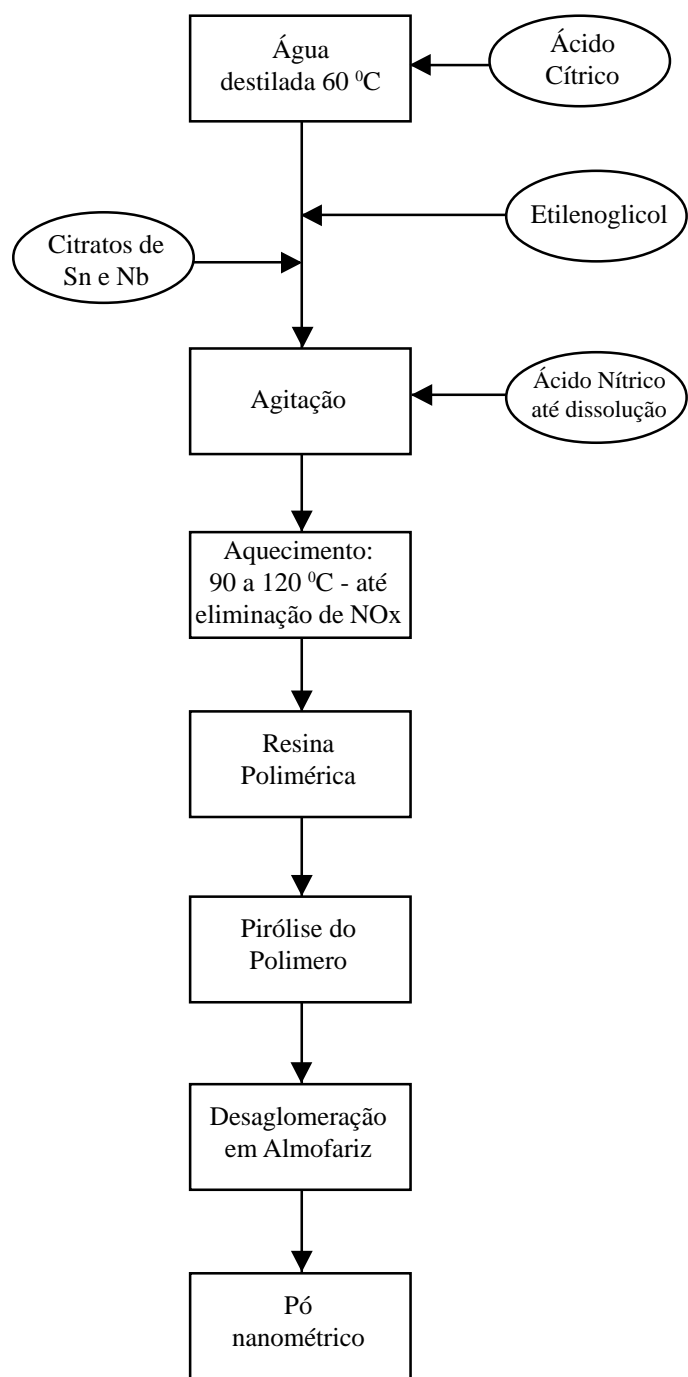 Água
destilada 60 ⁰C
Ácido
Cítrico
Etilenoglicol
Citratos de
Sn e Nb
Agitação
Ácido Nítrico
até dissolução
Aquecimento:
90 a 120 ⁰C - até
eliminação de NOx
Resina
Polimérica
Pirólise do
Polimero
Desaglomeração
em Almofariz
Pó
nanométrico